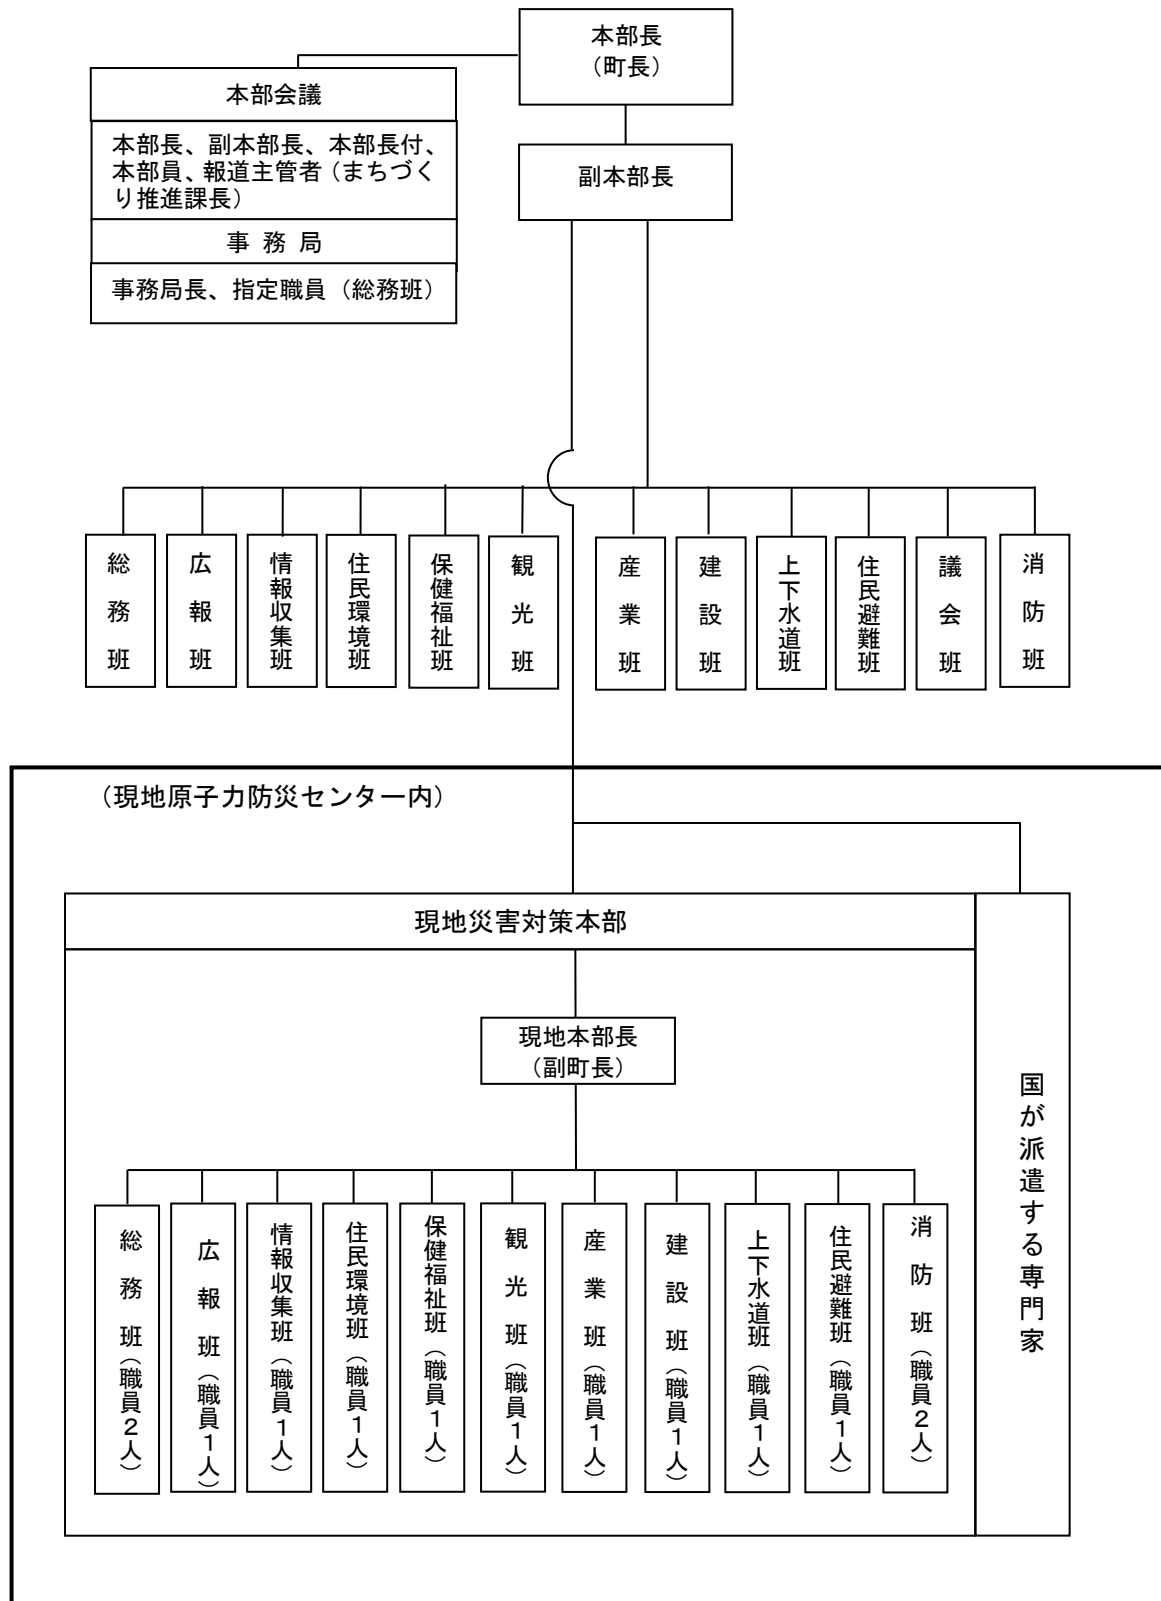 本部長
(町長)
本部会議
本部長、副本部長、本部長付、
本部員、報道主管者(まちづく
り推進課長)
事務局
事務局長、指定職員(総務班)
副本部長
総務班
広報班
情報収集班
住民環境班
保健福祉班
観光班
産業班
建設班
上下水道班
住民避難班
議会班
消防班
(現地原子力防災センター内)
現地災害対策本部
現地本部長
(副町長)
総務班(職員2人)
広報班(職員1人)
情報収集班(職員1人)
住民環境班(職員1人)
保健福祉班(職員1人)
観光班(職員1人)
産業班(職員1人)
建設班(職員1人)
上下水道班(職員1人)
住民避難班(職員1人)
消防班(職員2人)
国が派遣する専門家